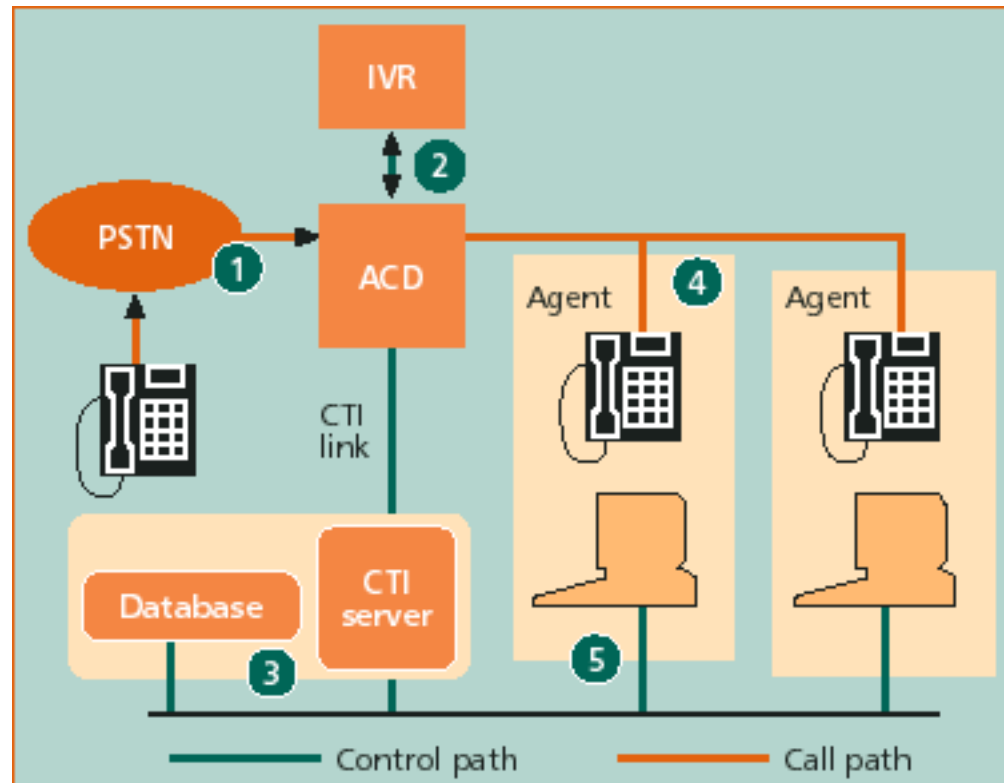 IVR
2
PSTN
1
ACD
4
Agent
Agent
CTI
link
CTI
server
Database
3
5
Control path
Call path